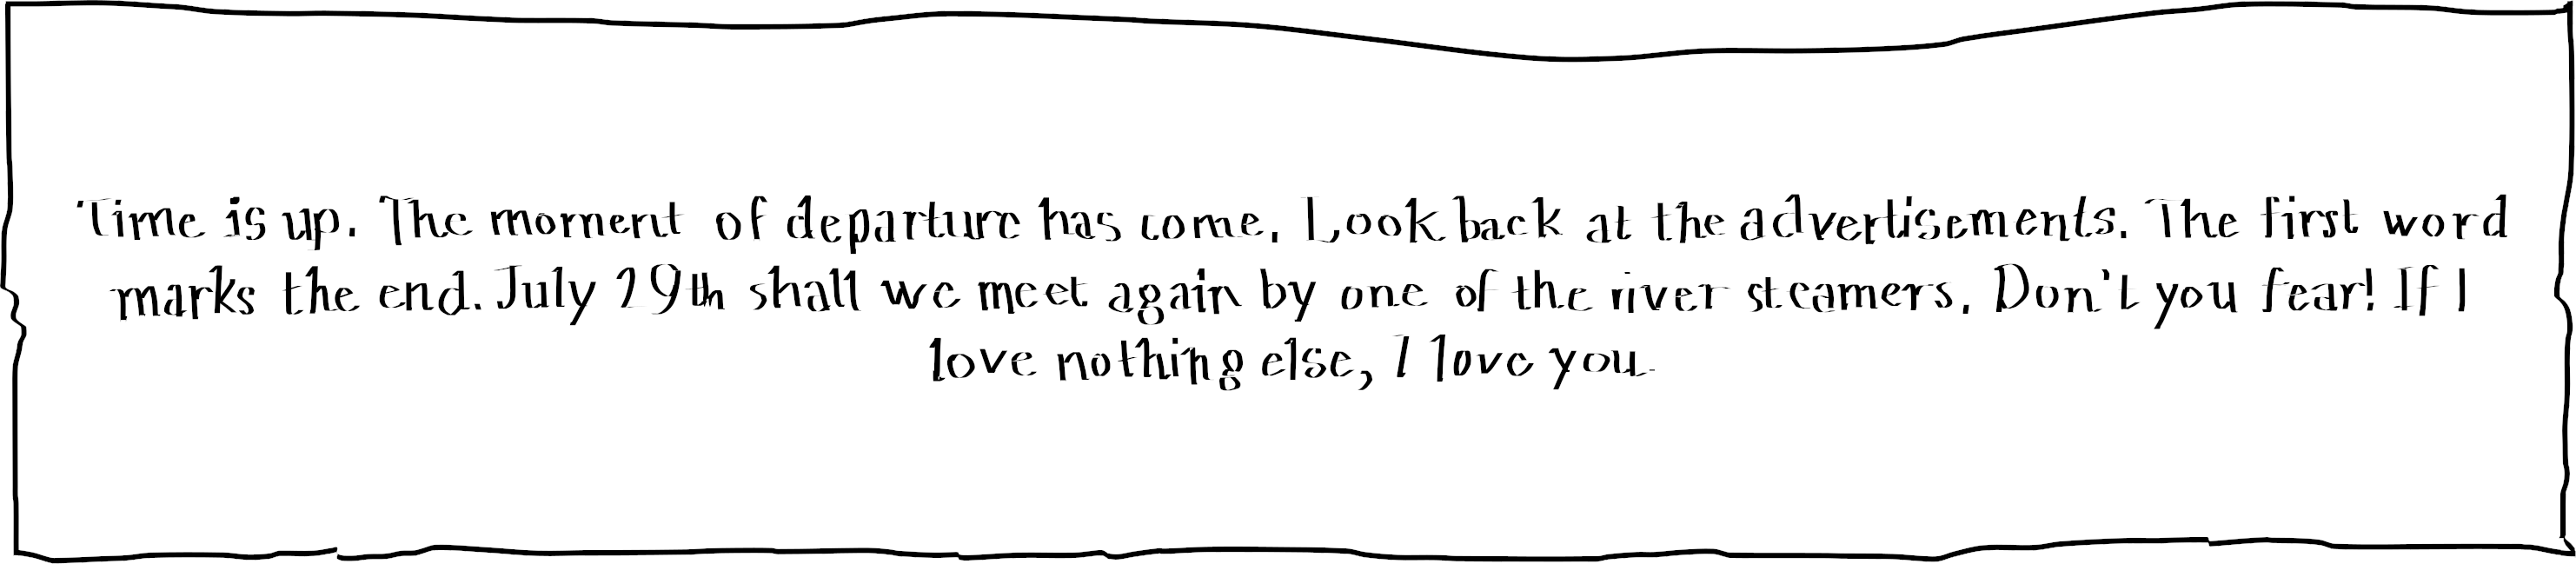 Time is up. The moment of departure has come. Look back at the advertisements. The first word
marks the end. July 29th shall we meet again by one of the river steamers. Don't you fear! If I
love nothing else, I love you.